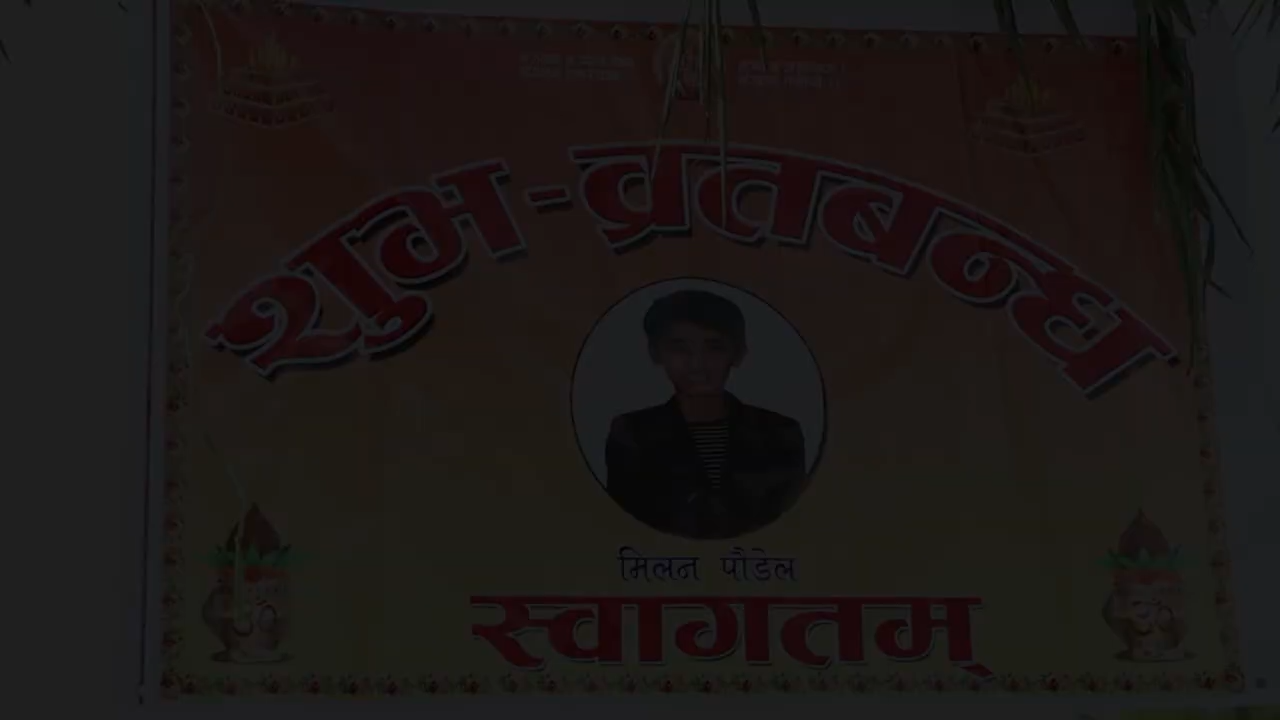 शुभ-व्रतबन्ध
मिलन पौडेल
स्वागतम्